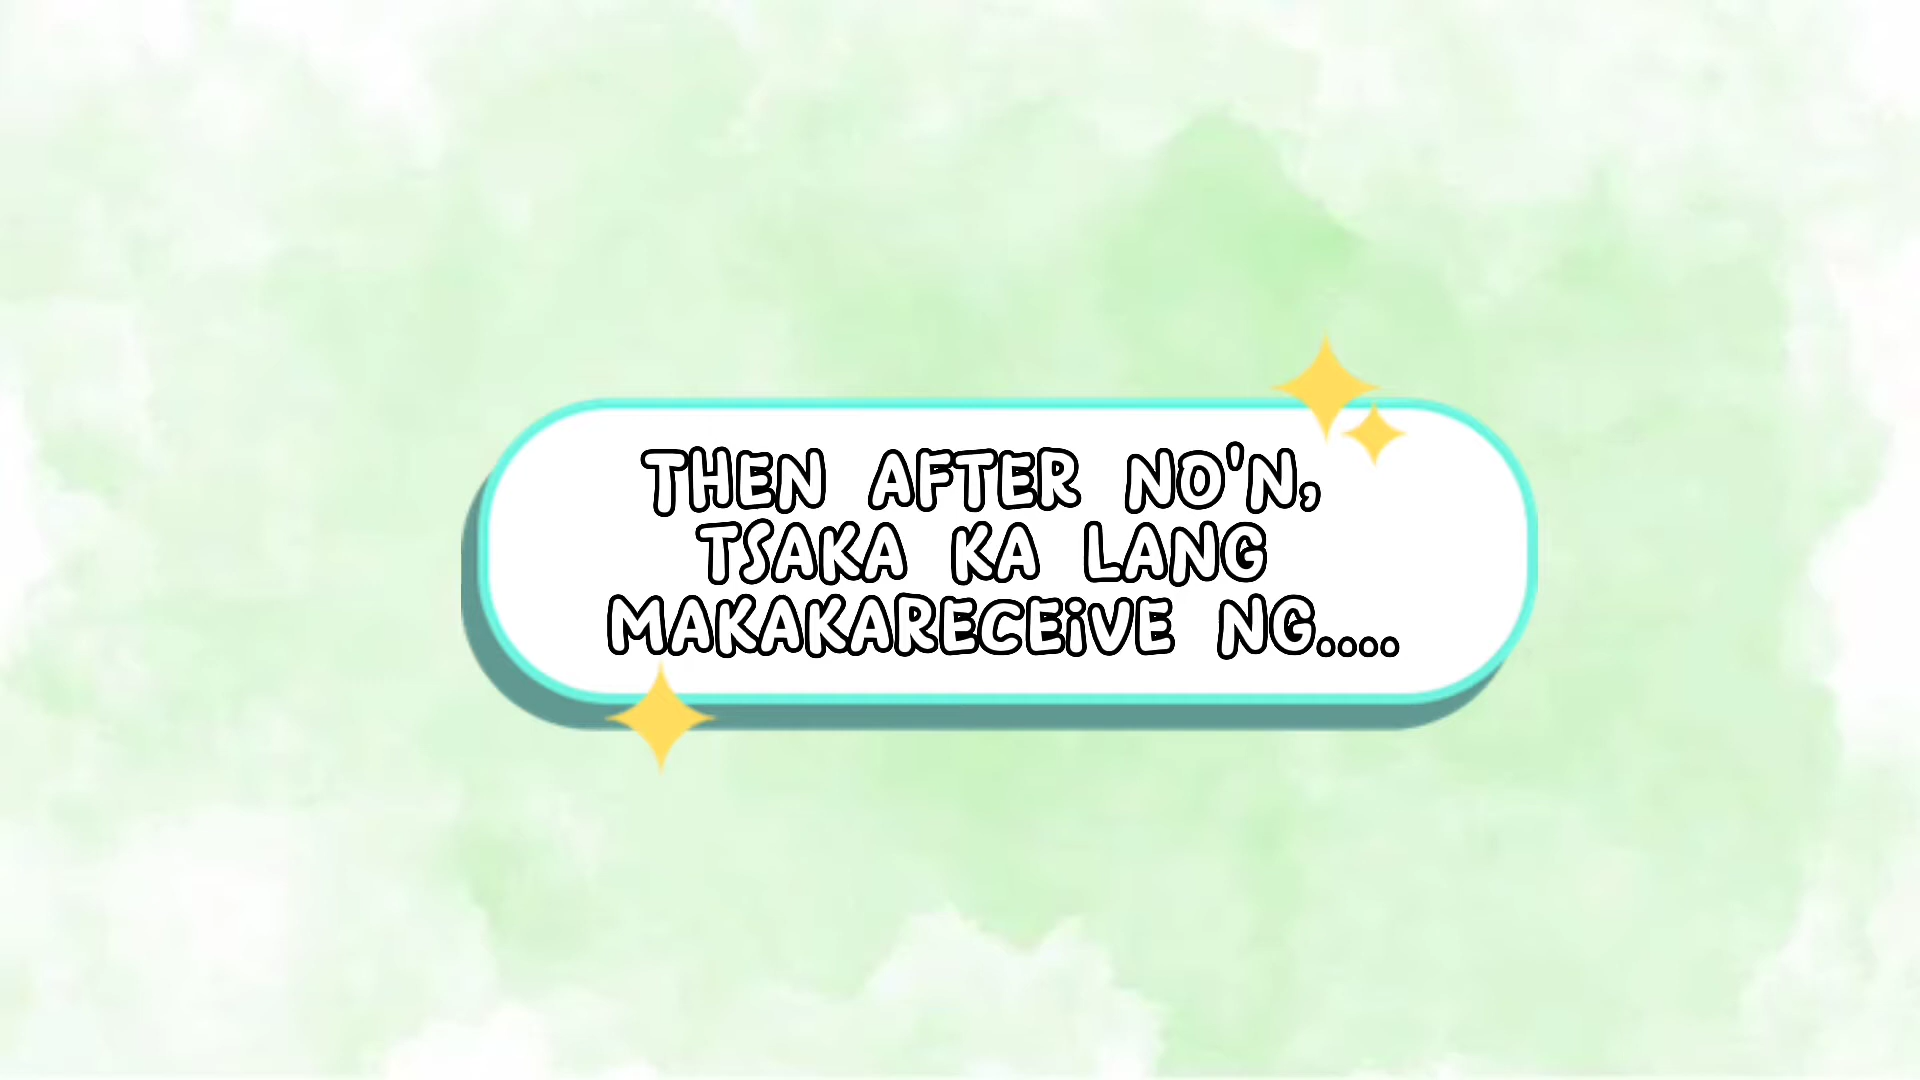 THEN AFTER NO'N,
TSAKA KA LANG
MAKAKARECEiVE NG....